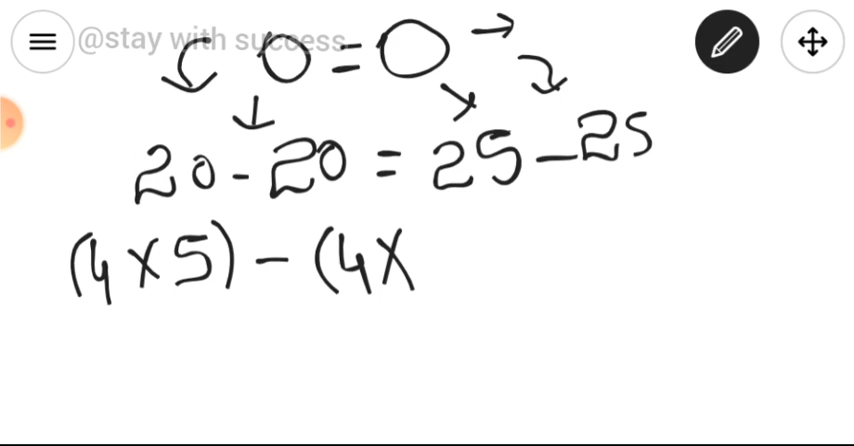 @stay with success
0 = 0
20 - 20 = 25 - 25
(4 x 5) - (4 x